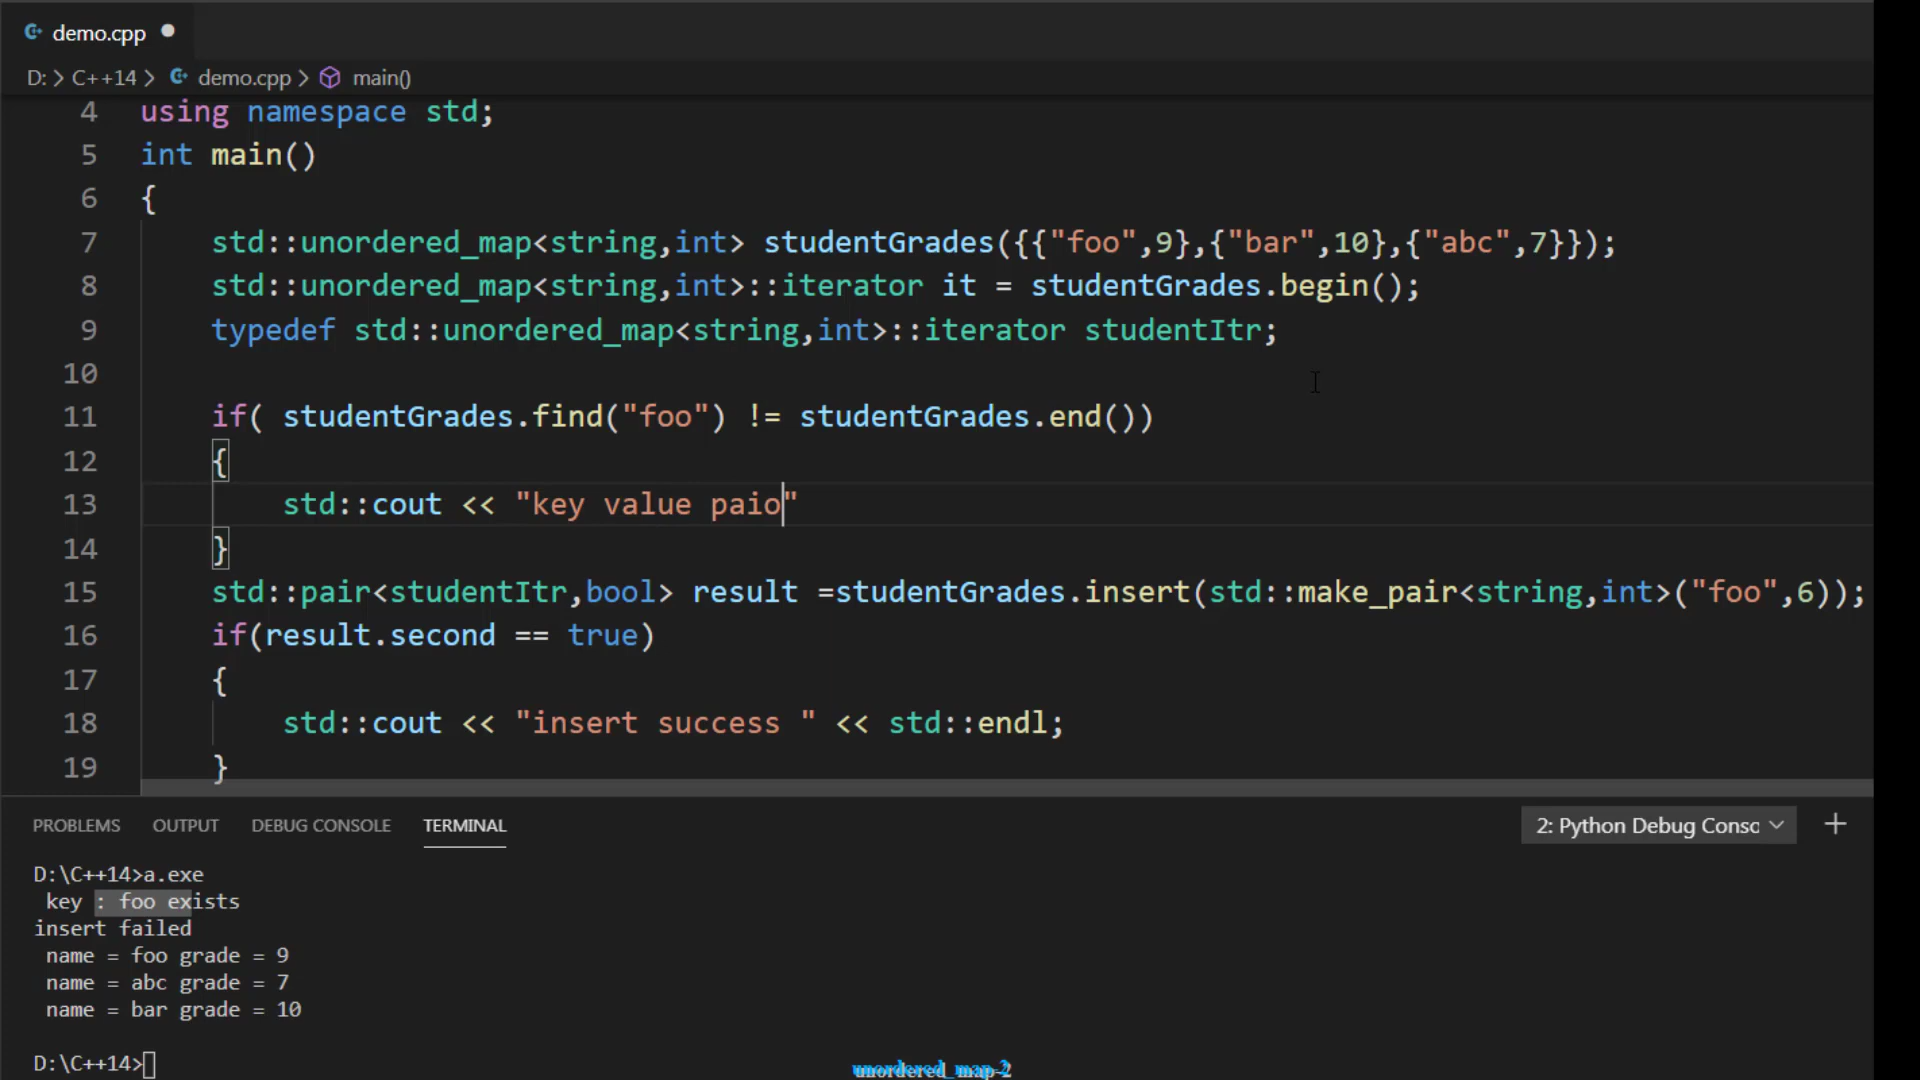 demo.cpp
D: > C++14 > demo.cpp > main()
4 using namespace std;
5 int main()
6 {
7 std::unordered_map<string,int> studentGrades({{"foo",9},{"bar",10},{"abc",7}});
8 std::unordered_map<string,int>::iterator it = studentGrades.begin();
9 typedef std::unordered_map<string,int>::iterator studentItr;
10
11 if( studentGrades.find("foo") != studentGrades.end())
12 {
13 std::cout << "key value paio"
14 }
15 std::pair<studentItr,bool> result =studentGrades.insert(std::make_pair<string,int>("foo",6));
16 if(result.second == true)
17 {
18 std::cout << "insert success " << std::endl;
19 }
PROBLEMS OUTPUT DEBUG CONSOLE TERMINAL 2: Python Debug Consc
D:\C++14>a.exe
key : foo exists
insert failed
name = foo grade = 9
name = abc grade = 7
name = bar grade = 10
D:\C++14>
unordered_map-2